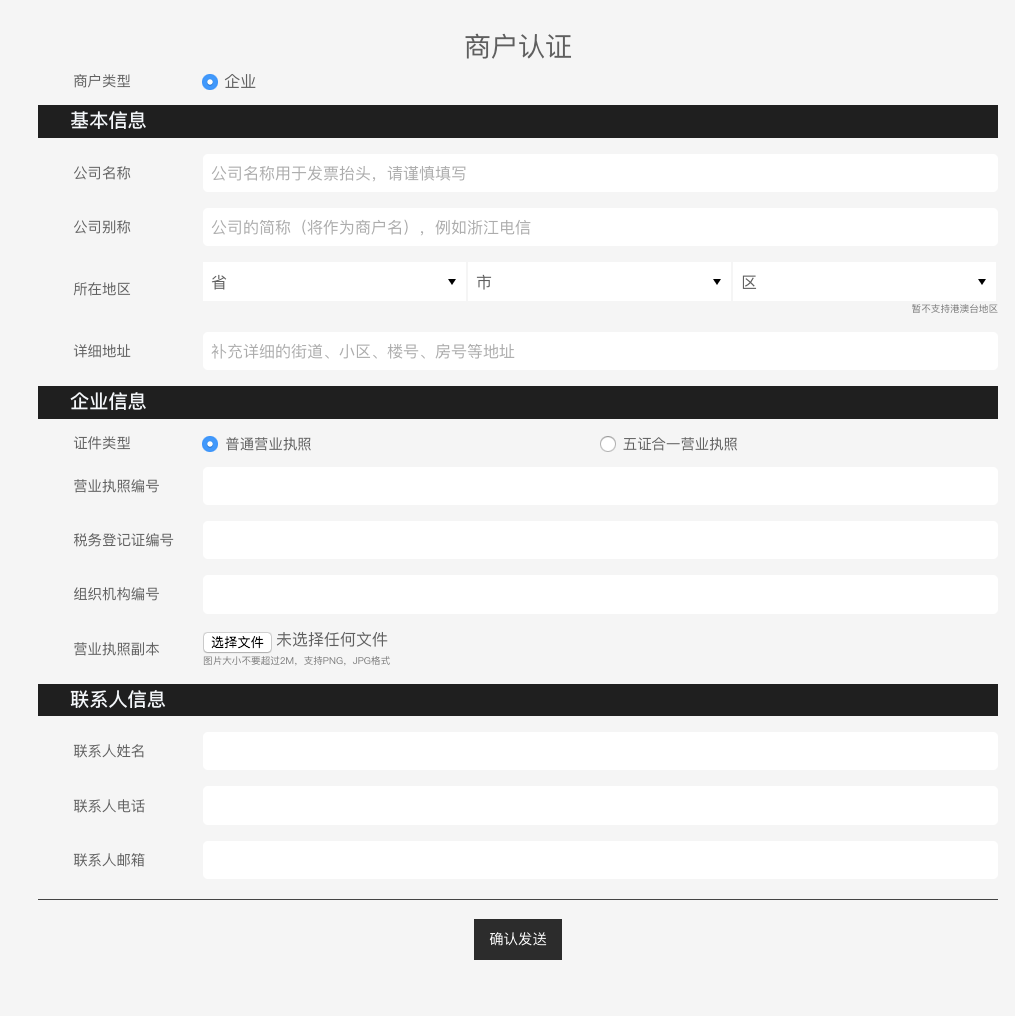 商户认证
商户类型 企业
基本信息
公司名称 公司名称用于发票抬头，请谨慎填写
公司别称 公司的简称（将作为商户名），例如浙江电信
所在地区 省 市 区
暂不支持港澳台地区
详细地址 补充详细的街道、小区、楼号、房号等地址
企业信息
证件类型 普通营业执照 五证合一营业执照
营业执照编号
税务登记证编号
组织机构编号
营业执照副本 选择文件 未选择任何文件
图片大小不要超过2M，支持PNG，JPG格式
联系人信息
联系人姓名
联系人电话
联系人邮箱
确认发送